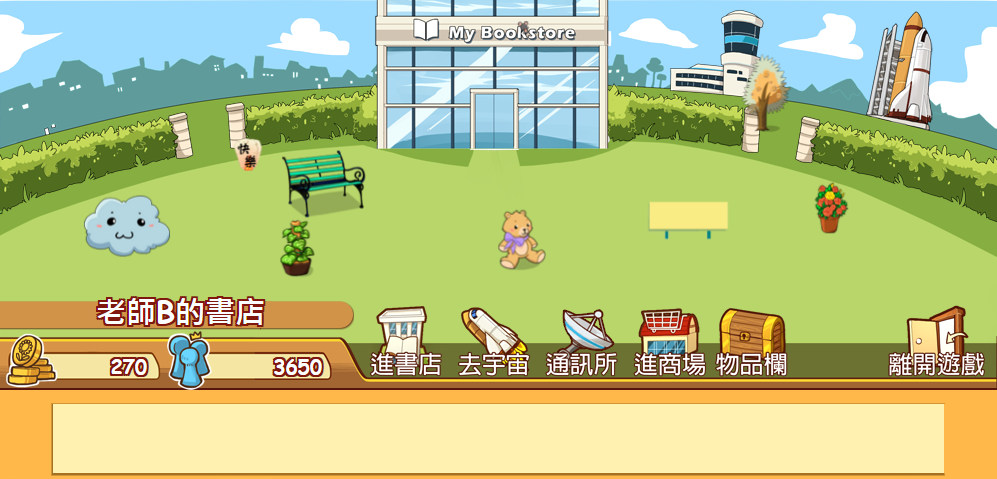 My Bookstore
快
樂
老師B的書店
270
3650
進書店
去宇宙
通訊所
進商場
物品欄
離開遊戲